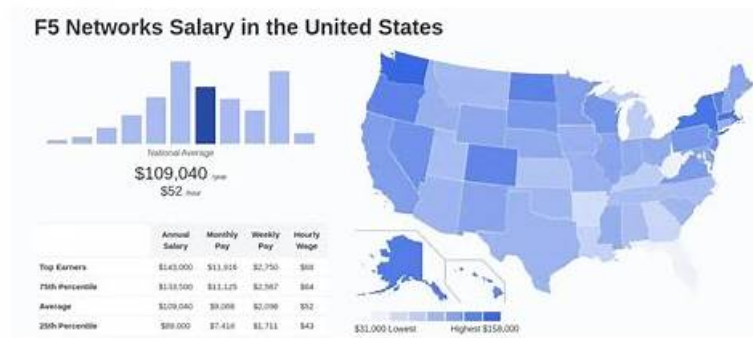 F5 Networks Salary in the United States
National Average
$109,040 /year
$52 /hour
Annual Salary Monthly Pay Weekly Pay Hourly Wage
Top Earners $143,000 $11,916 $2,750 $68
75th Percentile $133,500 $11,125 $2,567 $64
Average $109,040 $9,086 $2,096 $52
25th Percentile $89,000 $7,416 $1,711 $43
$31,000 Lowest Highest $158,000